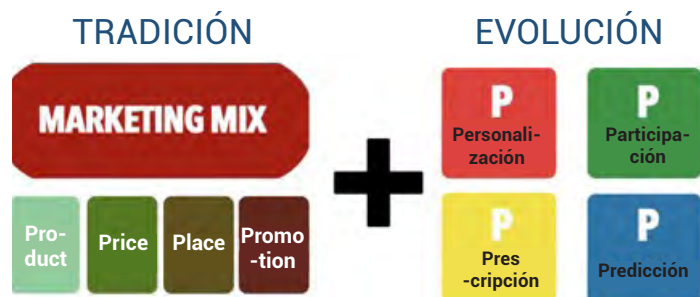 TRADICIÓN
EVOLUCIÓN
MARKETING MIX
Pro-
duct
Price
Place
Promo
-tion
+
P
Personali-
zación
P
Participa-
ción
P
Pres
-cripción
P
Predicción